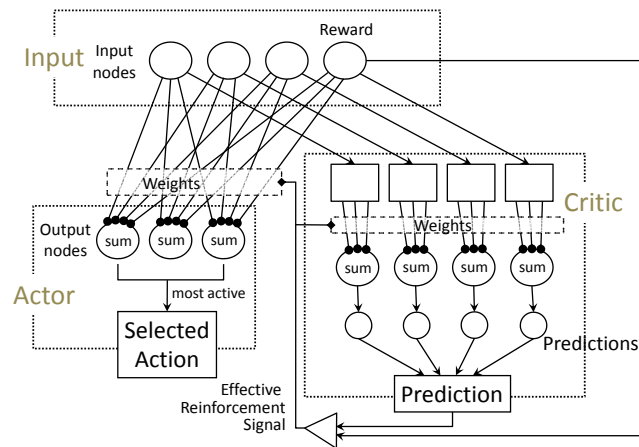 Reward
Input
Input
nodes
Weights
Critic
Output
nodes
Weights
sum sum sum
sum sum sum sum
Actor
most active
Selected
Action
Predictions
Effective
Reinforcement
Signal
Prediction